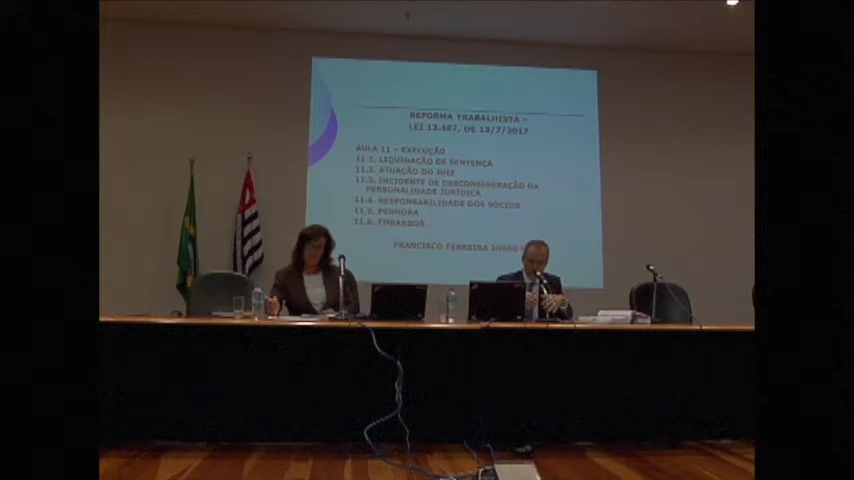 REFORMA TRABALHISTA –
LEI 13.467, DE 13/7/2017
AULA 11 – EXECUÇÃO
11.1. LIQUIDAÇÃO DE SENTENÇA
11.2. ATUAÇÃO DO JUIZ
11.3. INCIDENTE DE DESCONSIDERAÇÃO DA
PERSONALIDADE JURÍDICA
11.4. RESPONSABILIDADE DOS SÓCIOS
11.5. PENHORA
11.6. EMBARGOS
FRANCISCO FERREIRA JORGE